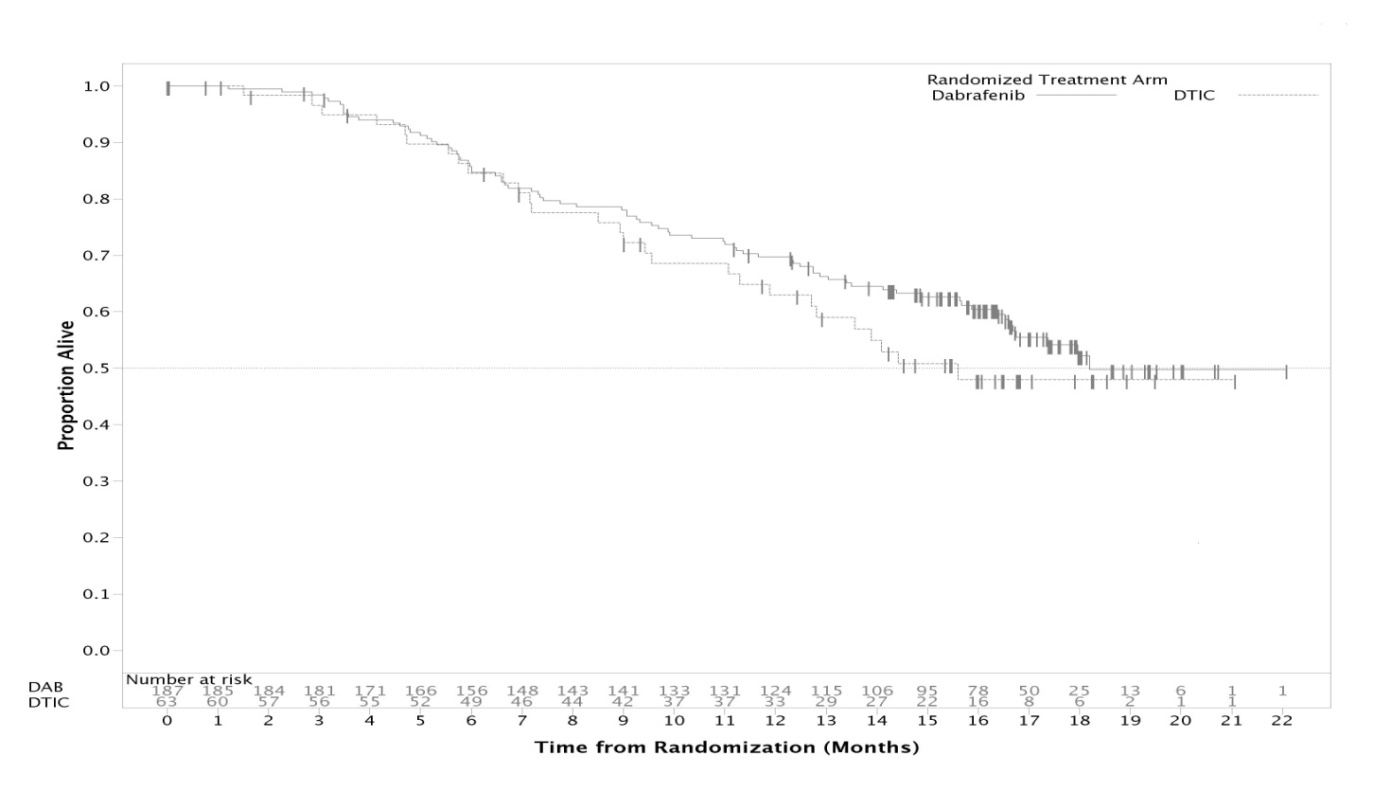 Randomized Treatment Arm
Dabrafenib DTIC
1.0
0.9
0.8
0.7
0.6
0.5
0.4
0.3
0.2
0.1
0.0
Proportion Alive
Number at risk
DAB 187 185 184 181 171 166 156 148 143 141 133 131 124 115 106 95 78 50 25 13 6 1 1
DTIC 63 60 57 56 55 52 49 46 44 42 37 37 33 29 27 22 16 8 6 2 1 1
0 1 2 3 4 5 6 7 8 9 10 11 12 13 14 15 16 17 18 19 20 21 22
Time from Randomization (Months)